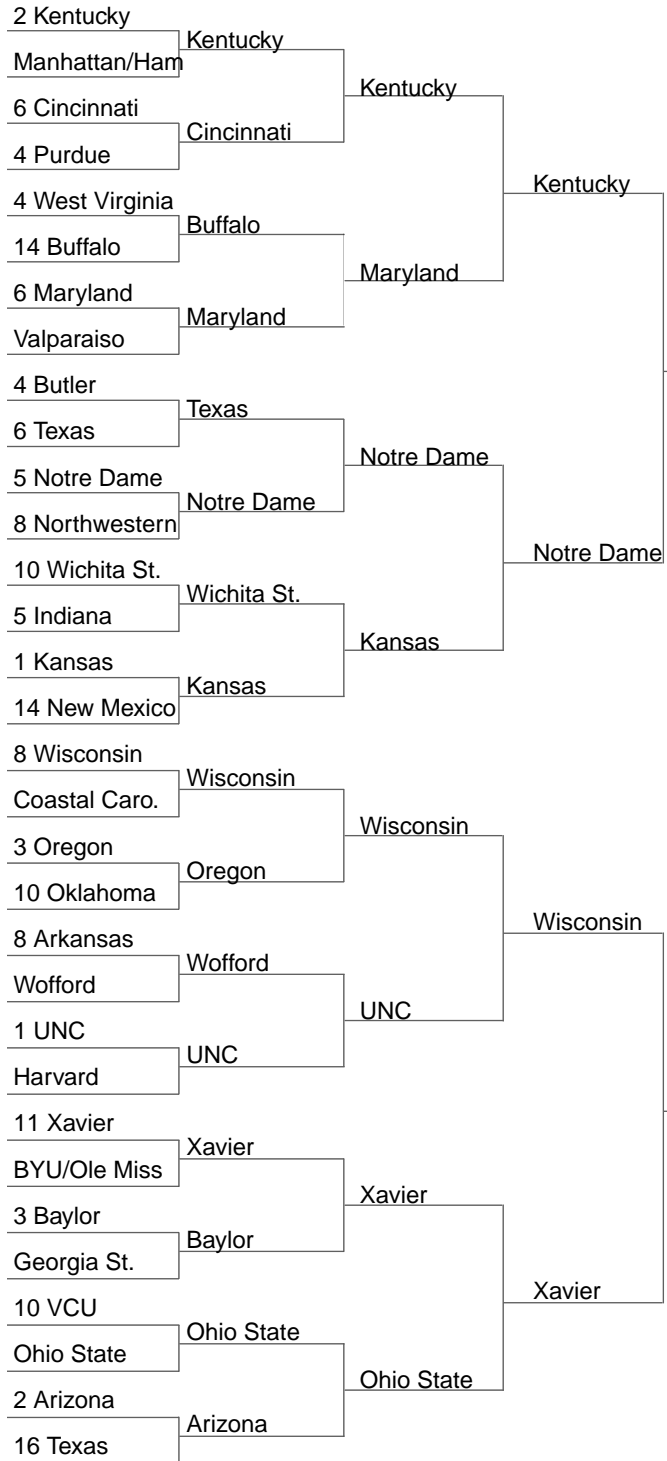 2 Kentucky
Manhattan/Ham
6 Cincinnati
4 Purdue
4 West Virginia
14 Buffalo
6 Maryland
Valparaiso
4 Butler
6 Texas
5 Notre Dame
8 Northwestern
10 Wichita St.
5 Indiana
1 Kansas
14 New Mexico
8 Wisconsin
Coastal Caro.
3 Oregon
10 Oklahoma
8 Arkansas
Wofford
1 UNC
Harvard
11 Xavier
BYU/Ole Miss
3 Baylor
Georgia St.
10 VCU
Ohio State
2 Arizona
16 Texas
Kentucky
Cincinnati
Buffalo
Maryland
Texas
Notre Dame
Wichita St.
Kansas
Wisconsin
Oregon
Wofford
UNC
Xavier
Baylor
Ohio State
Arizona
Kentucky
Maryland
Notre Dame
Kansas
Wisconsin
UNC
Xavier
Ohio State
Kentucky
Notre Dame
Wisconsin
Xavier